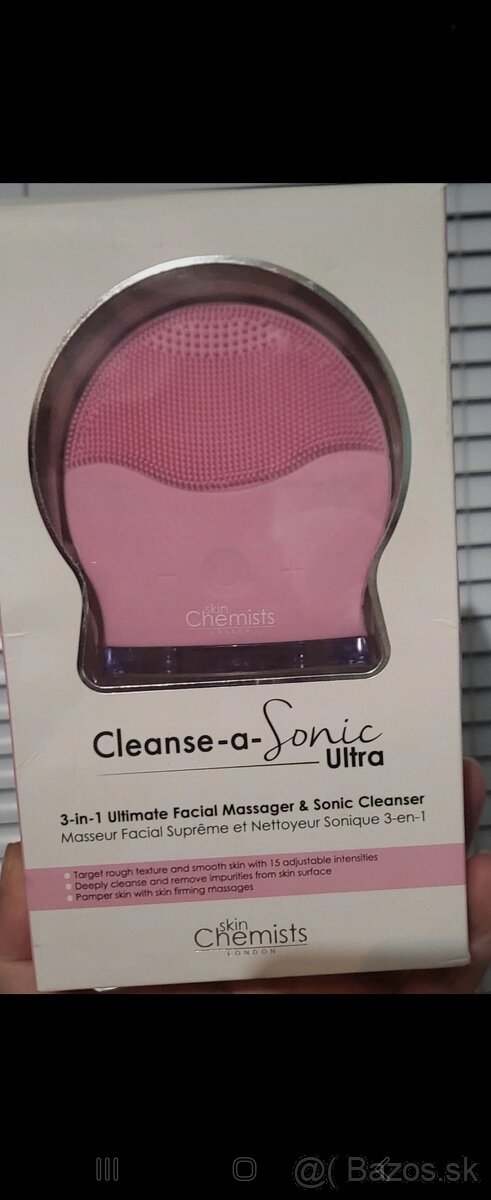 skin
Chemists
LONDON
Cleanse-a-Sonic
Ultra
3-in-1 Ultimate Facial Massager & Sonic Cleanser
Masseur Facial Suprême et Nettoyeur Sonique 3-en-1
Target rough texture and smooth skin with 15 adjustable intensities
Deeply cleanse and remove impurities from skin surface
Pamper skin with skin firming massages
skin
Chemists
LONDON
@( Bazos.sk